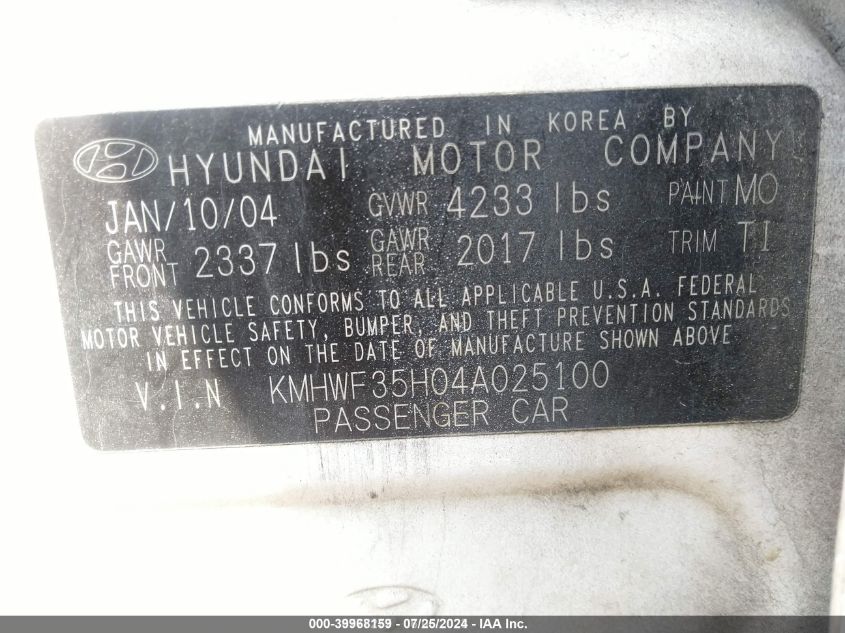 MANUFACTURED IN KOREA BY
HYUNDAI MOTOR COMPANY
JAN/10/04 GVWR 4233 lbs PAINT MO
GAWR FRONT 2337 lbs GAWR REAR 2017 lbs TRIM TI
THIS VEHICLE CONFORMS TO ALL APPLICABLE U.S.A. FEDERAL
MOTOR VEHICLE SAFETY, BUMPER, AND THEFT PREVENTION STANDARDS
IN EFFECT ON THE DATE OF MANUFACTURE SHOWN ABOVE
V.I.N KMHWF35H04A025100
PASSENGER CAR
000-39968159 - 07/25/2024 - IAA Inc.